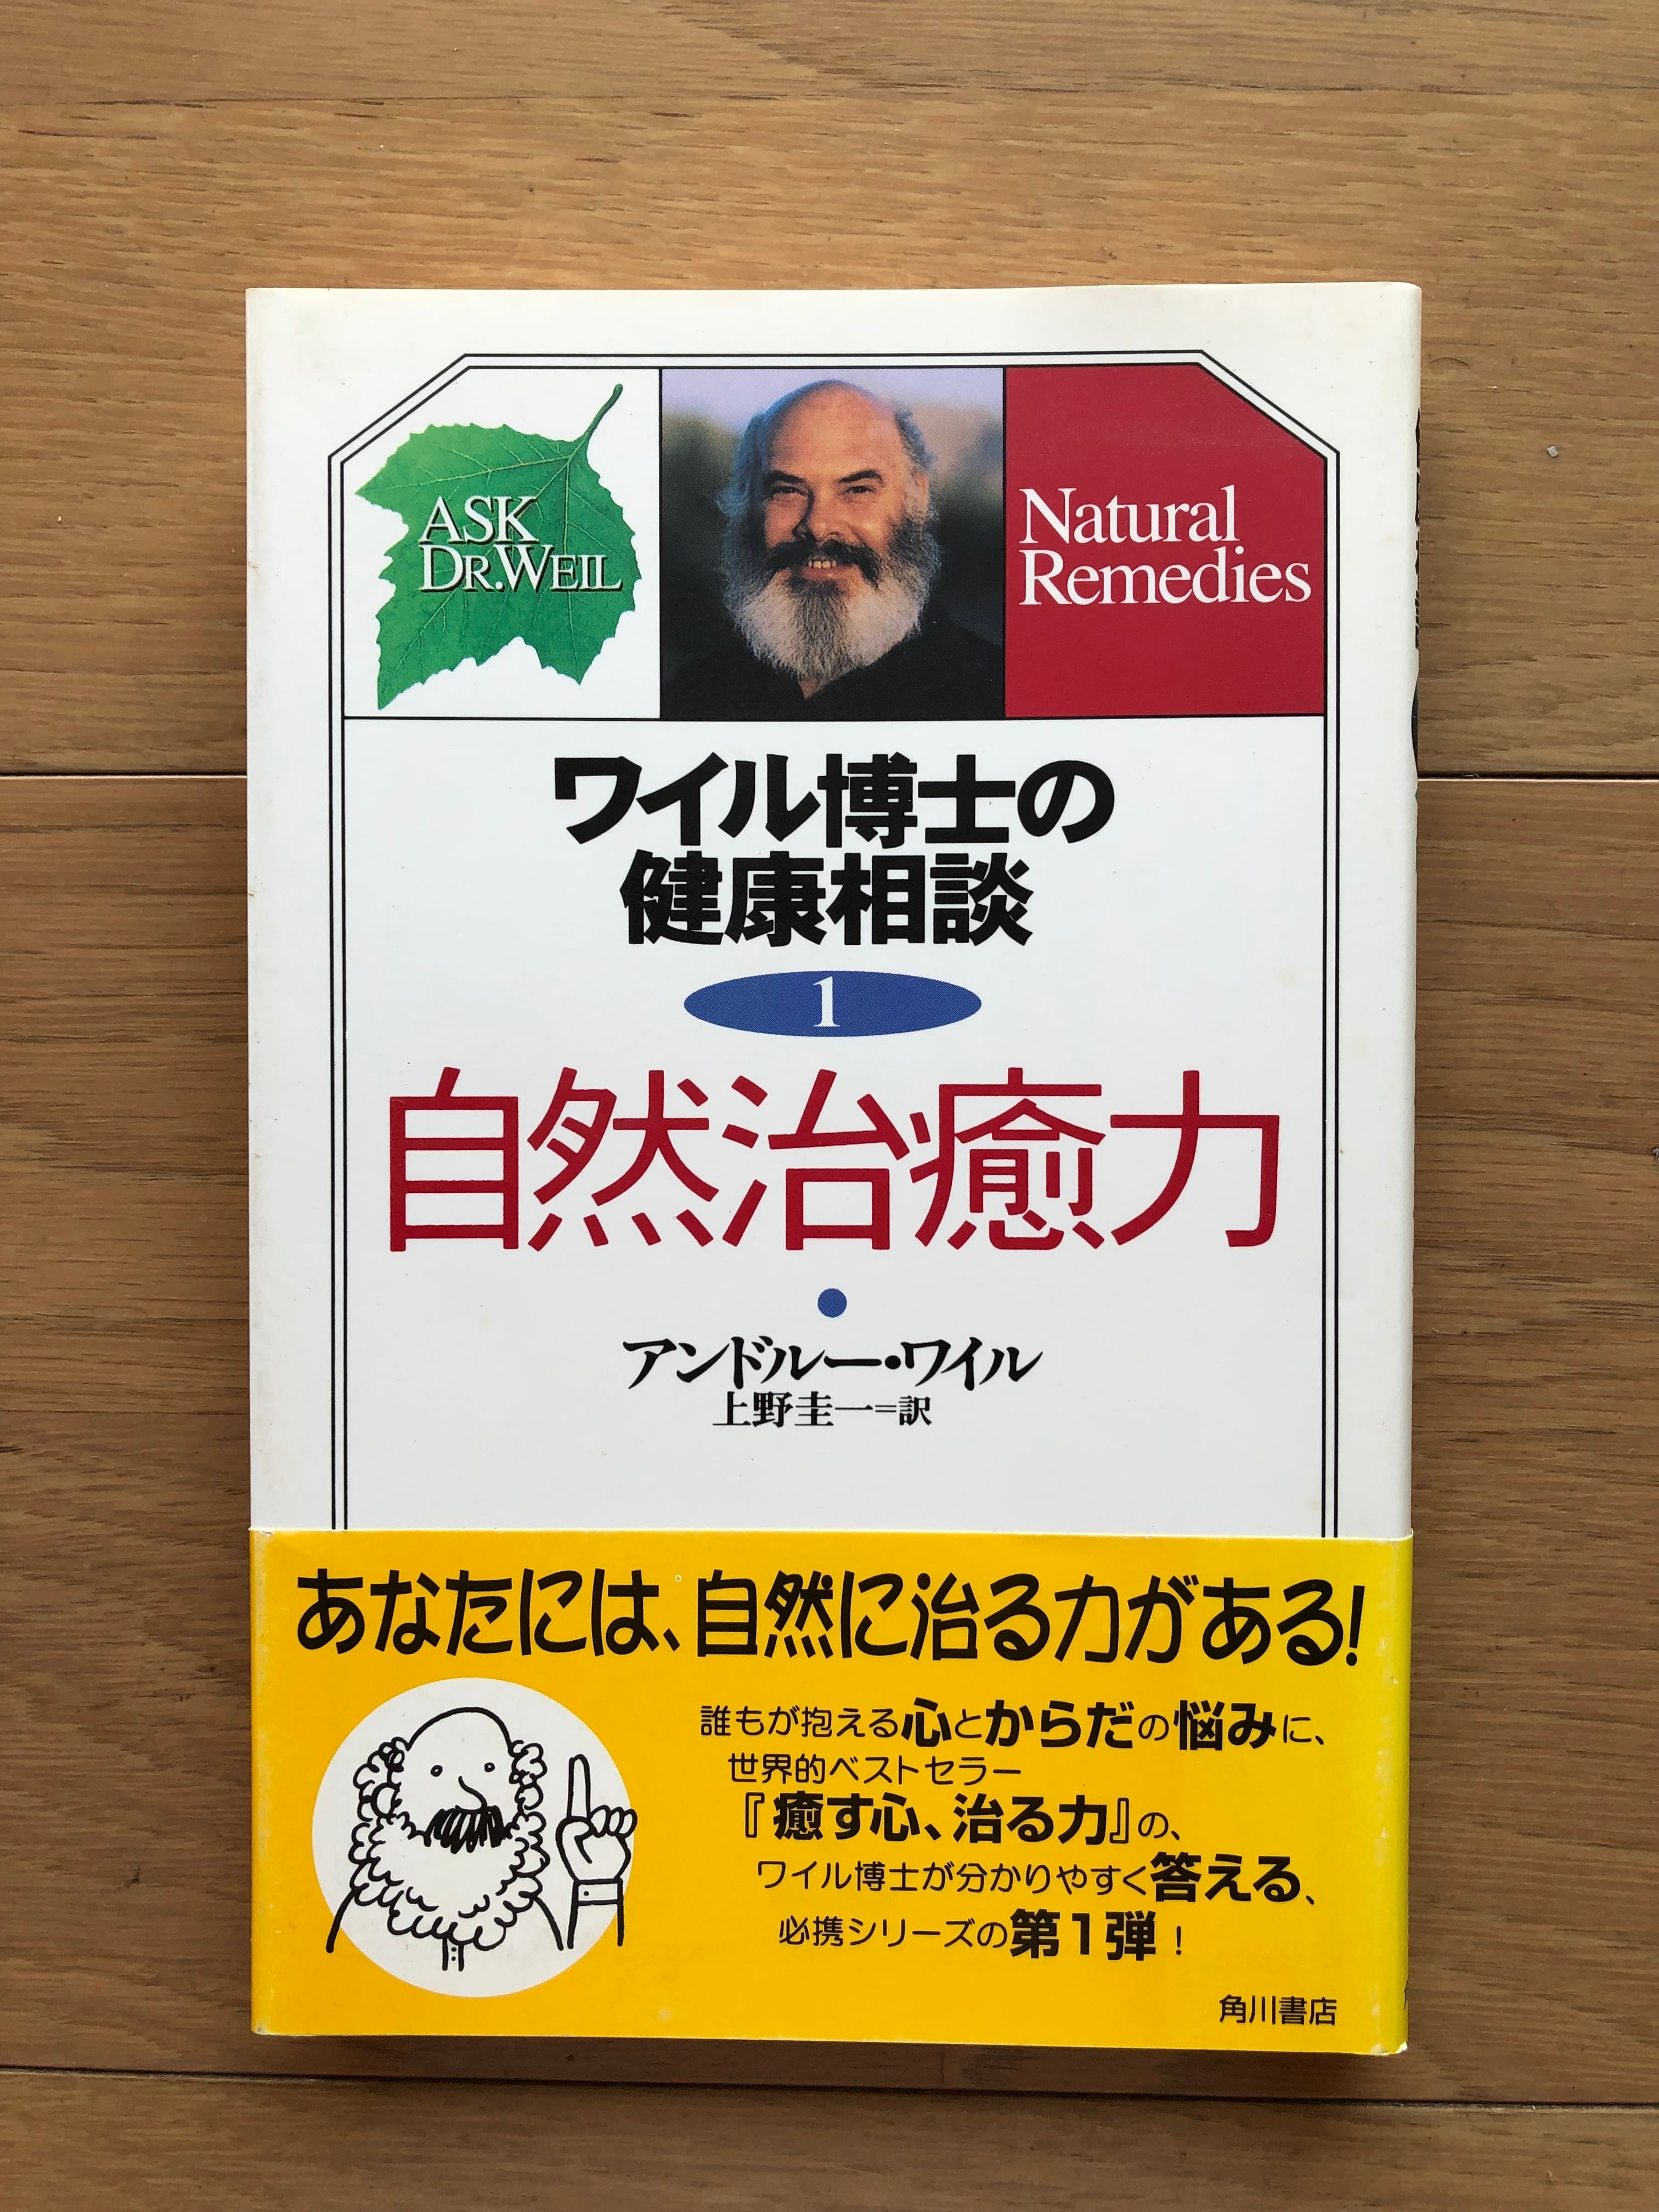 ASK
DR.WEIL
Natural
Remedies
ワイル博士の
健康相談
1
自然治癒力
アンドルー・ワイル
上野圭一=訳
あなたには、自然に治る力がある!
誰もが抱える心とからだの悩みに、
世界的ベストセラー
『癒す心、治る力』の、
ワイル博士が分かりやすく答える、
必携シリーズの第1弾!
角川書店